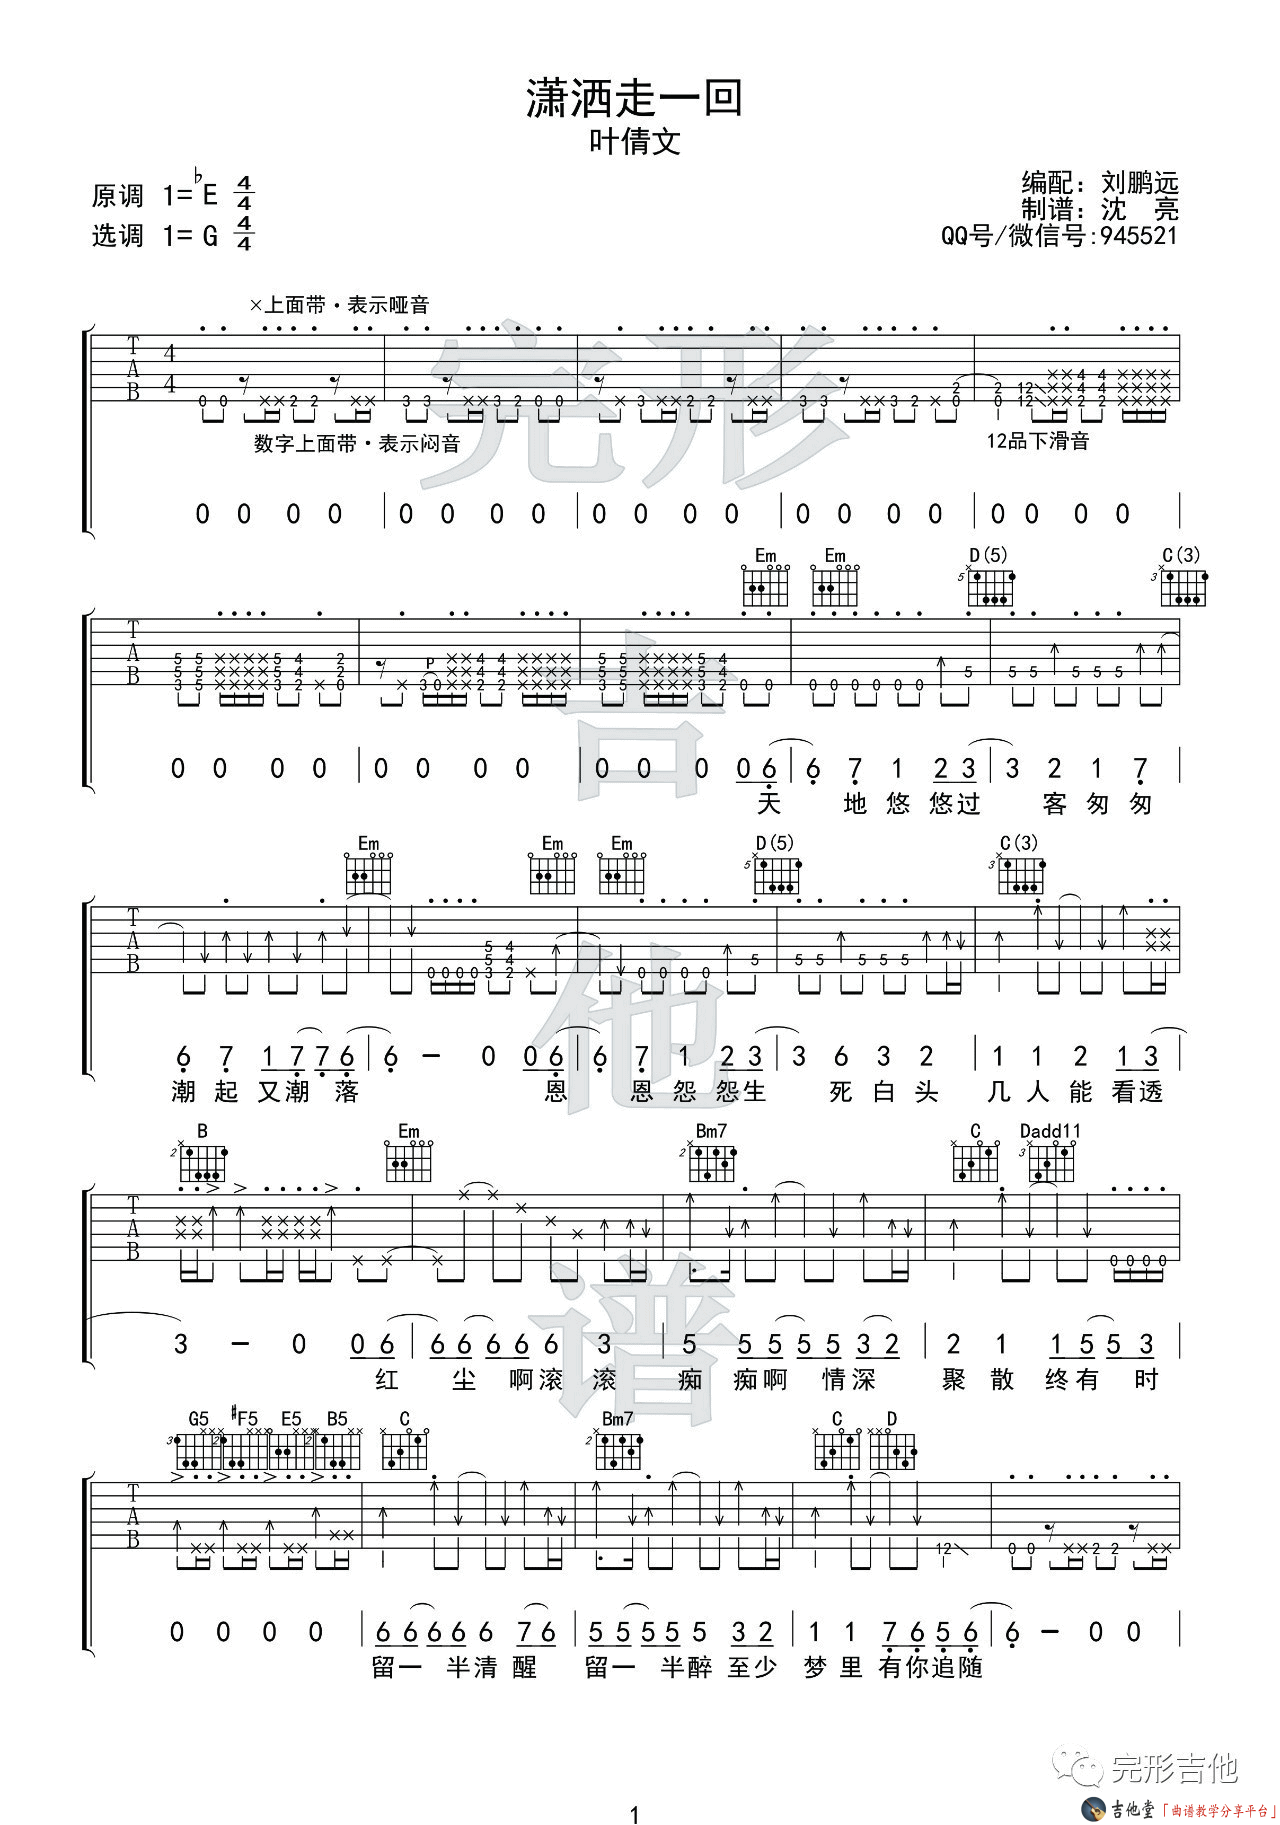 潇洒走一回
叶倩文
原调 1=♭E 4/4
选调 1=G 4/4
编配：刘鹏远
制谱：沈 亮
QQ号/微信号:945521
×上面带·表示哑音
数字上面带·表示闷音
12品下滑音
0 0 0 0 | 0 0 0 0 | 0 0 0 0 | 0 0 0 0 | 0 0 0 0
Em Em D(5) C(3)
0 0 0 0 | 0 0 0 0 | 0 0 0 0 6 | 6 7 1 2 3 | 3 2 1 7
天 地 悠 悠 过 客 匆 匆
Em Em Em D(5) C(3)
6 7 1 7 7 6 | 6 － 0 0 6 | 6 7 1 2 3 | 3 6 3 2 | 1 1 2 1 3
潮 起 又 潮 落 恩 恩 怨 怨 生 死 白 头 几 人 能 看 透
B Em Bm7 C Dadd11
3 － 0 0 6 | 6 6 6 6 6 3 | 5 5 5 5 5 3 2 | 2 1 1 5 5 3
红 尘 啊 滚 滚 痴 痴 啊 情 深 聚 散 终 有 时
G5 #F5 E5 B5 C Bm7 C D
0 0 0 0 | 6 6 6 6 6 7 6 | 5 5 5 5 5 3 2 | 1 1 7 6 5 6 | 6 － 0 0
留 一 半 清 醒 留 一 半 醉 至 少 梦 里 有 你 追 随
完形吉他谱
完形吉他
吉他堂「曲谱教学分享平台」
1